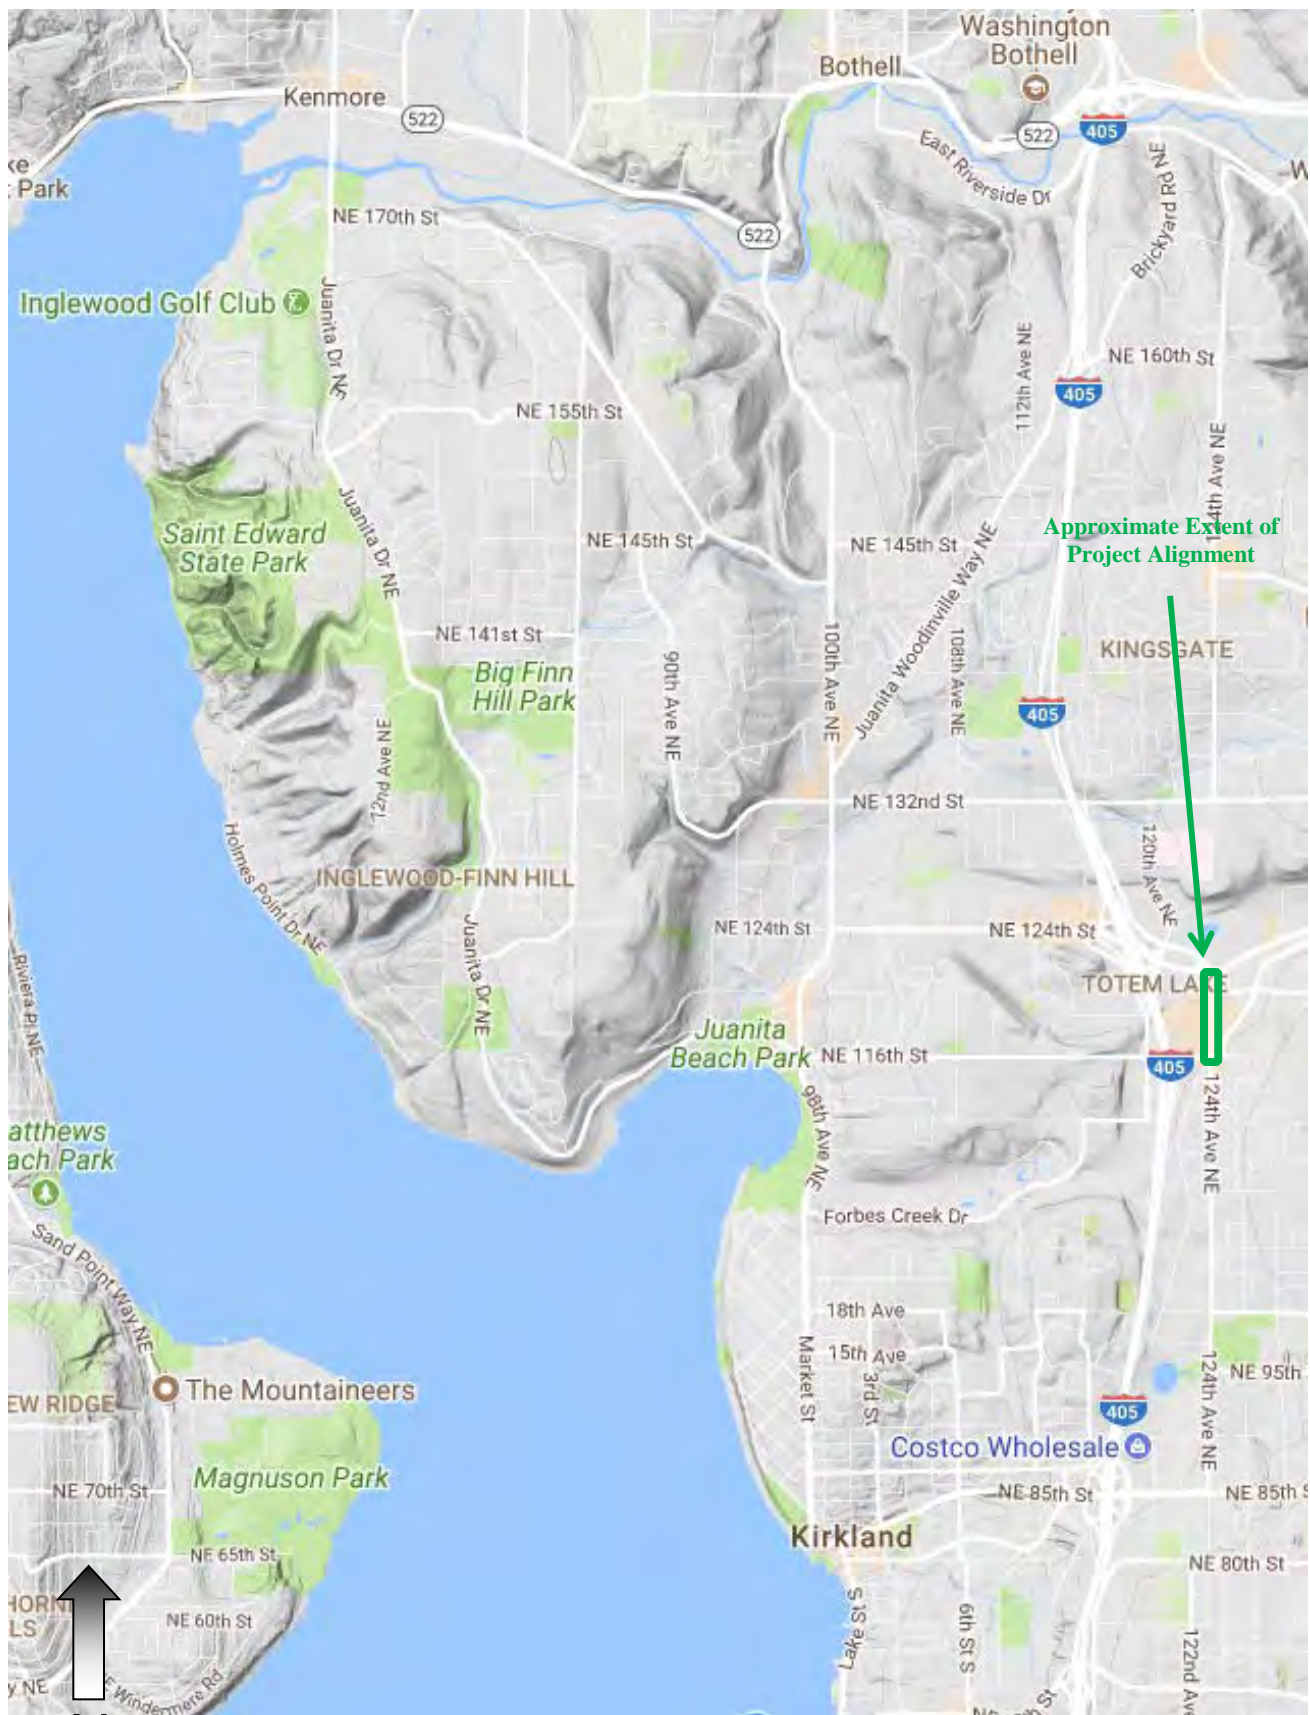 Washington
Bothell
Bothell
Kenmore
522
522
405
East Riverside Dr
Brickyard Rd NE
ke
Park
W
NE 170th St
522
Inglewood Golf Club
Juanita Dr NE
112th Ave NE
NE 160th St
405
NE 155th St
124th Ave NE
Juanita Dr NE
Saint Edward
State Park
NE 145th St
NE 145th St
Approximate Extent of
Project Alignment
NE 141st St
Big Finn
Hill Park
90th Ave NE
100th Ave NE
Juanita Woodinville Way NE
108th Ave NE
KINGSGATE
405
72nd Ave NE
NE 132nd St
Holmes Point Dr NE
120th Ave NE
INGLEWOOD-FINN HILL
Juanita Dr NE
NE 124th St
NE 124th St
Riviera Pl NE
TOTEM LAKE
Juanita
Beach Park
NE 116th St
405
98th Ave NE
124th Ave NE
atthews
ach Park
Sand Point Way NE
Forbes Creek Dr
18th Ave
15th Ave
Market St
3rd St
124th Ave NE
NE 95th
The Mountaineers
EW RIDGE
405
Costco Wholesale
Magnuson Park
NE 70th St
NE 85th St
NE 85th S
Kirkland
NE 65th St
NE 80th St
HORN
LS
NE 60th St
Lake St S
6th St S
122nd Av
y NE
E Windermere Rd
St